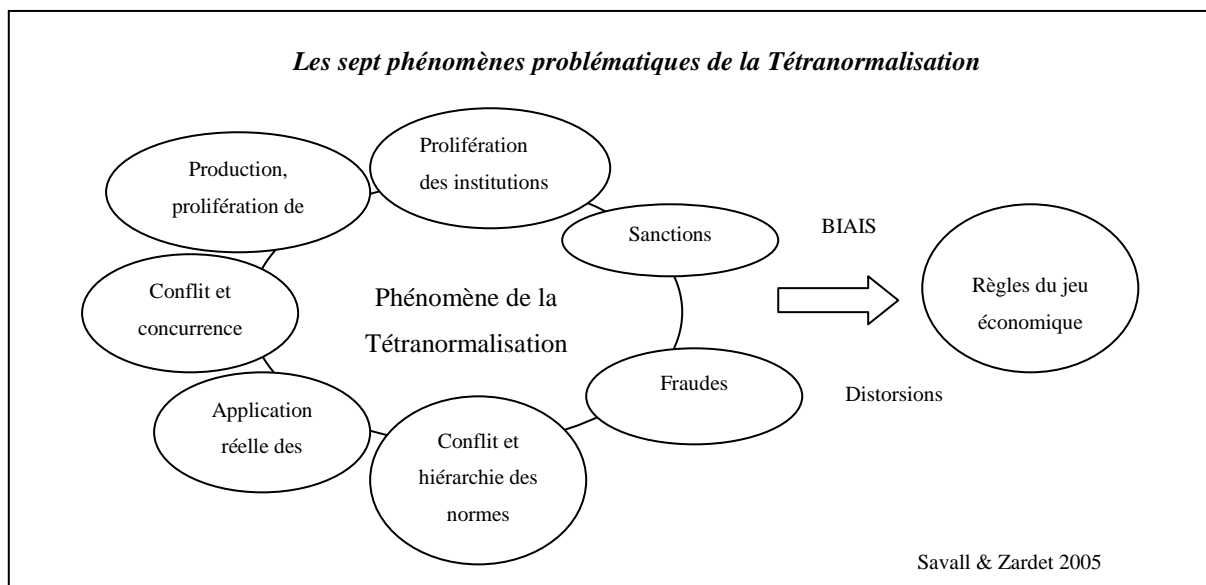 Les sept phénomènes problématiques de la Tétranormalisation
Prolifération
des institutions
Production,
prolifération de
Sanctions
BIAIS
Conflit et
concurrence
Phénomène de la
Tétranormalisation
Règles du jeu
économique
Application
réelle des
Fraudes
Distorsions
Conflit et
hiérarchie des
normes
Savall & Zardet 2005